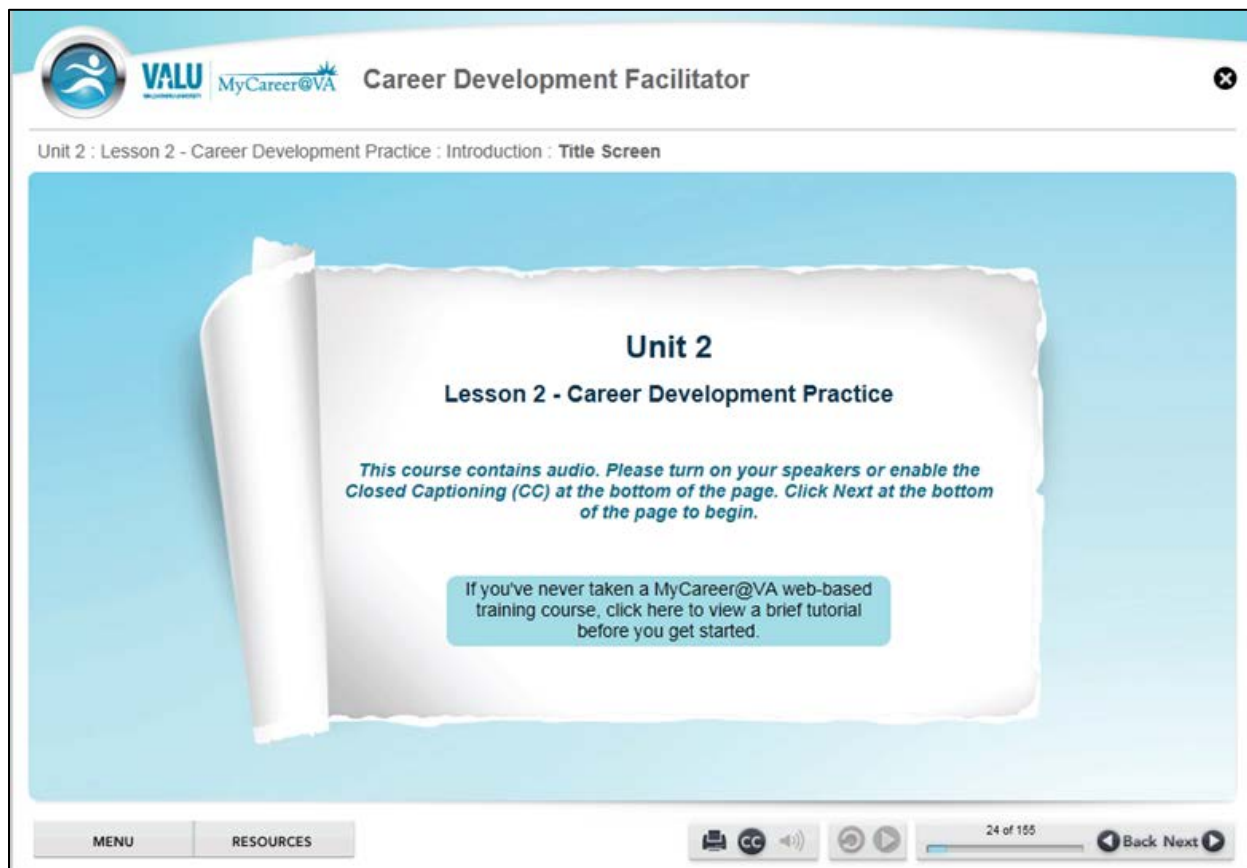 VALU
MyCareer@VA
Career Development Facilitator
Unit 2 : Lesson 2 - Career Development Practice : Introduction : Title Screen
Unit 2
Lesson 2 - Career Development Practice
This course contains audio. Please turn on your speakers or enable the
Closed Captioning (CC) at the bottom of the page. Click Next at the bottom
of the page to begin.
If you've never taken a MyCareer@VA web-based
training course, click here to view a brief tutorial
before you get started.
MENU
RESOURCES
CC
24 of 155
Back Next